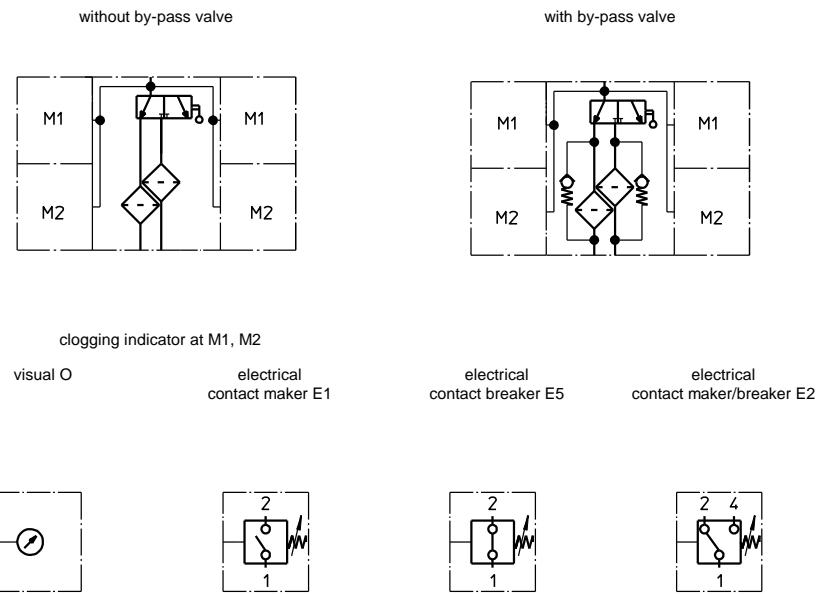 without by-pass valve
with by-pass valve
M1
M1
M2
M2
M1
M1
M2
M2
clogging indicator at M1, M2
visual O
electrical
contact maker E1
electrical
contact breaker E5
electrical
contact maker/breaker E2
2
1
2
1
2 4
1